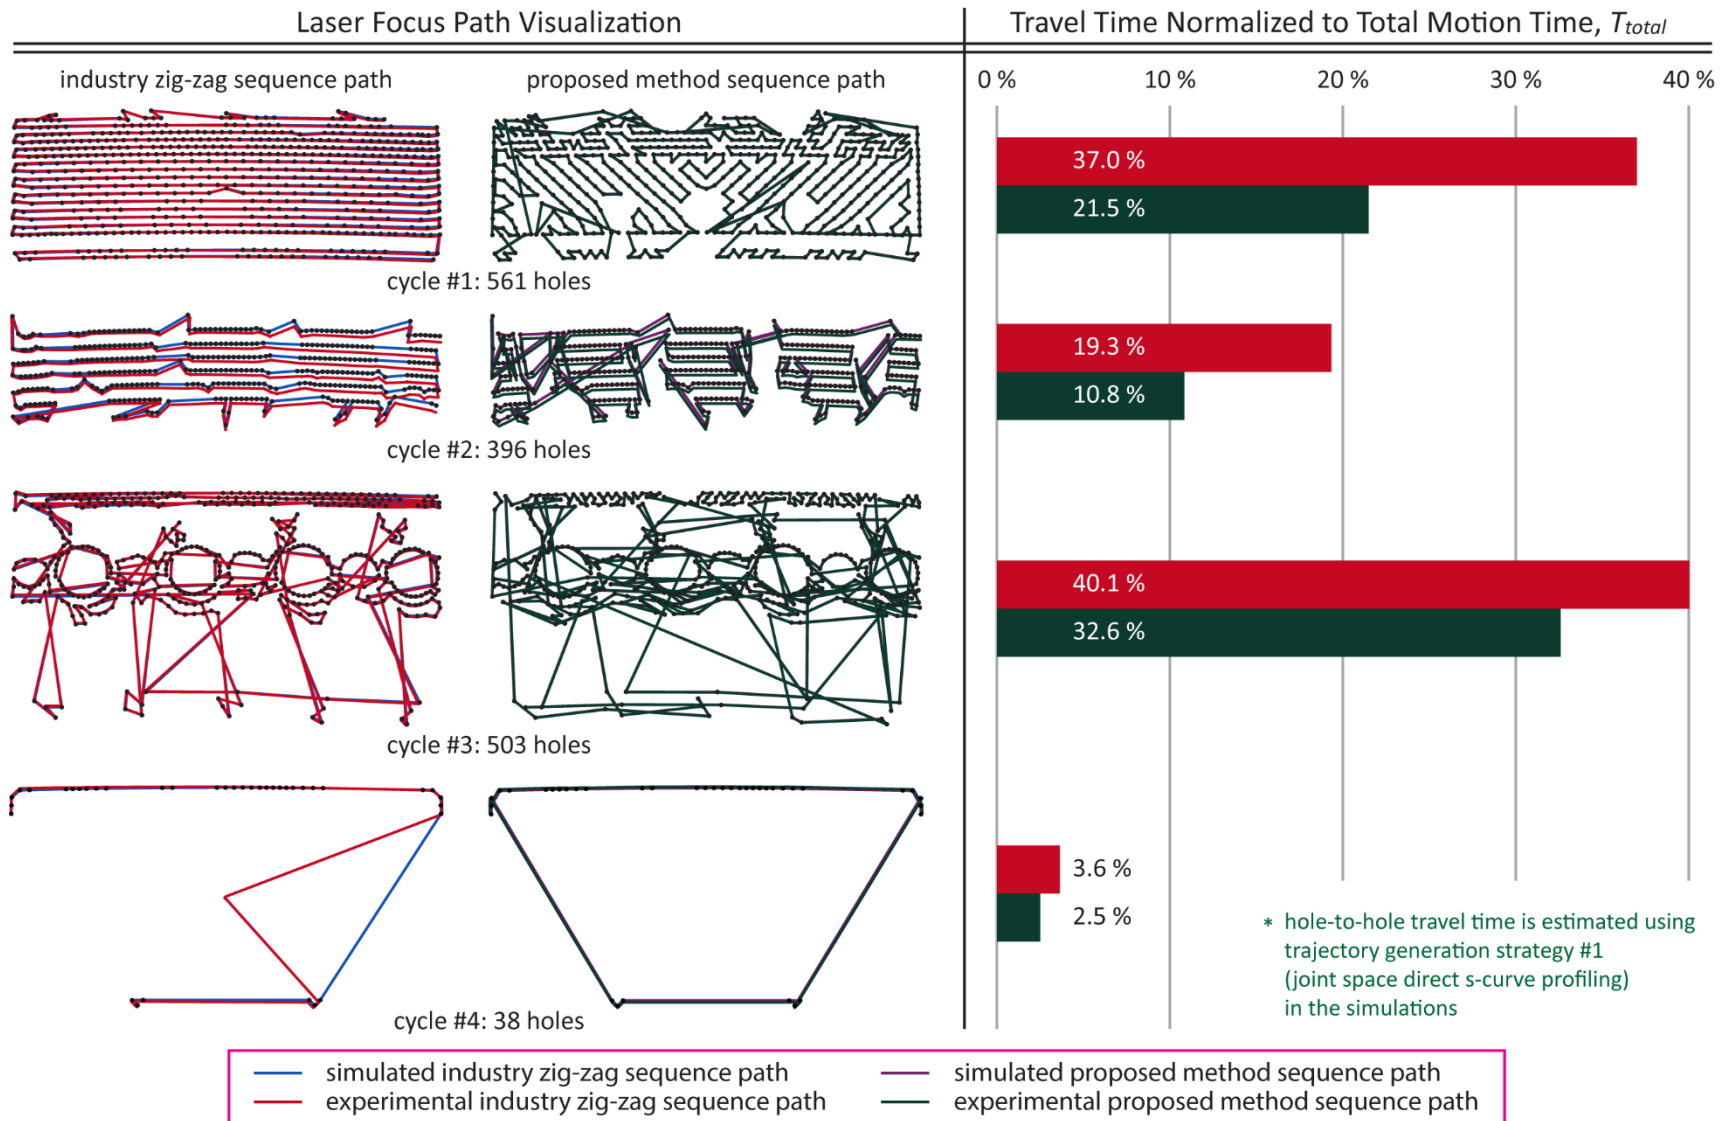 Laser Focus Path Visualization
Travel Time Normalized to Total Motion Time, Ttotal
industry zig-zag sequence path
proposed method sequence path
0 % 10 % 20 % 30 % 40 %
37.0 %
21.5 %
cycle #1: 561 holes
19.3 %
10.8 %
cycle #2: 396 holes
40.1 %
32.6 %
cycle #3: 503 holes
3.6 %
2.5 %
* hole-to-hole travel time is estimated using
trajectory generation strategy #1
(joint space direct s-curve profiling)
in the simulations
cycle #4: 38 holes
simulated industry zig-zag sequence path
experimental industry zig-zag sequence path
simulated proposed method sequence path
experimental proposed method sequence path